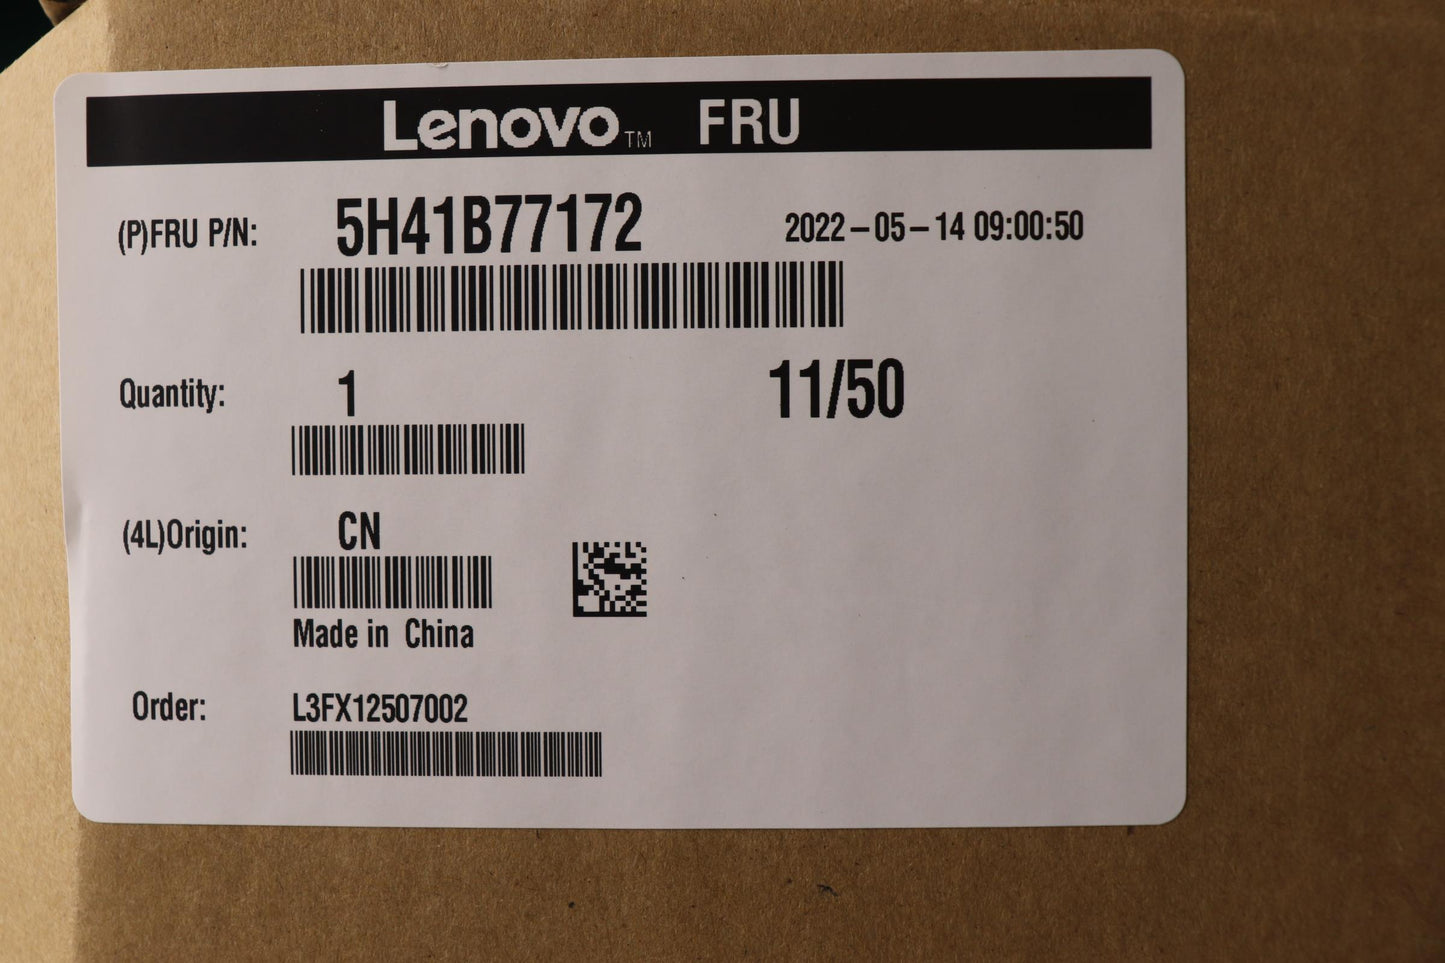 Lenovo™ FRU
(P)FRU P/N: 5H41B77172 2022-05-14 09:00:50
Quantity: 1 11/50
(4L)Origin: CN
Made in China
Order: L3FX12507002